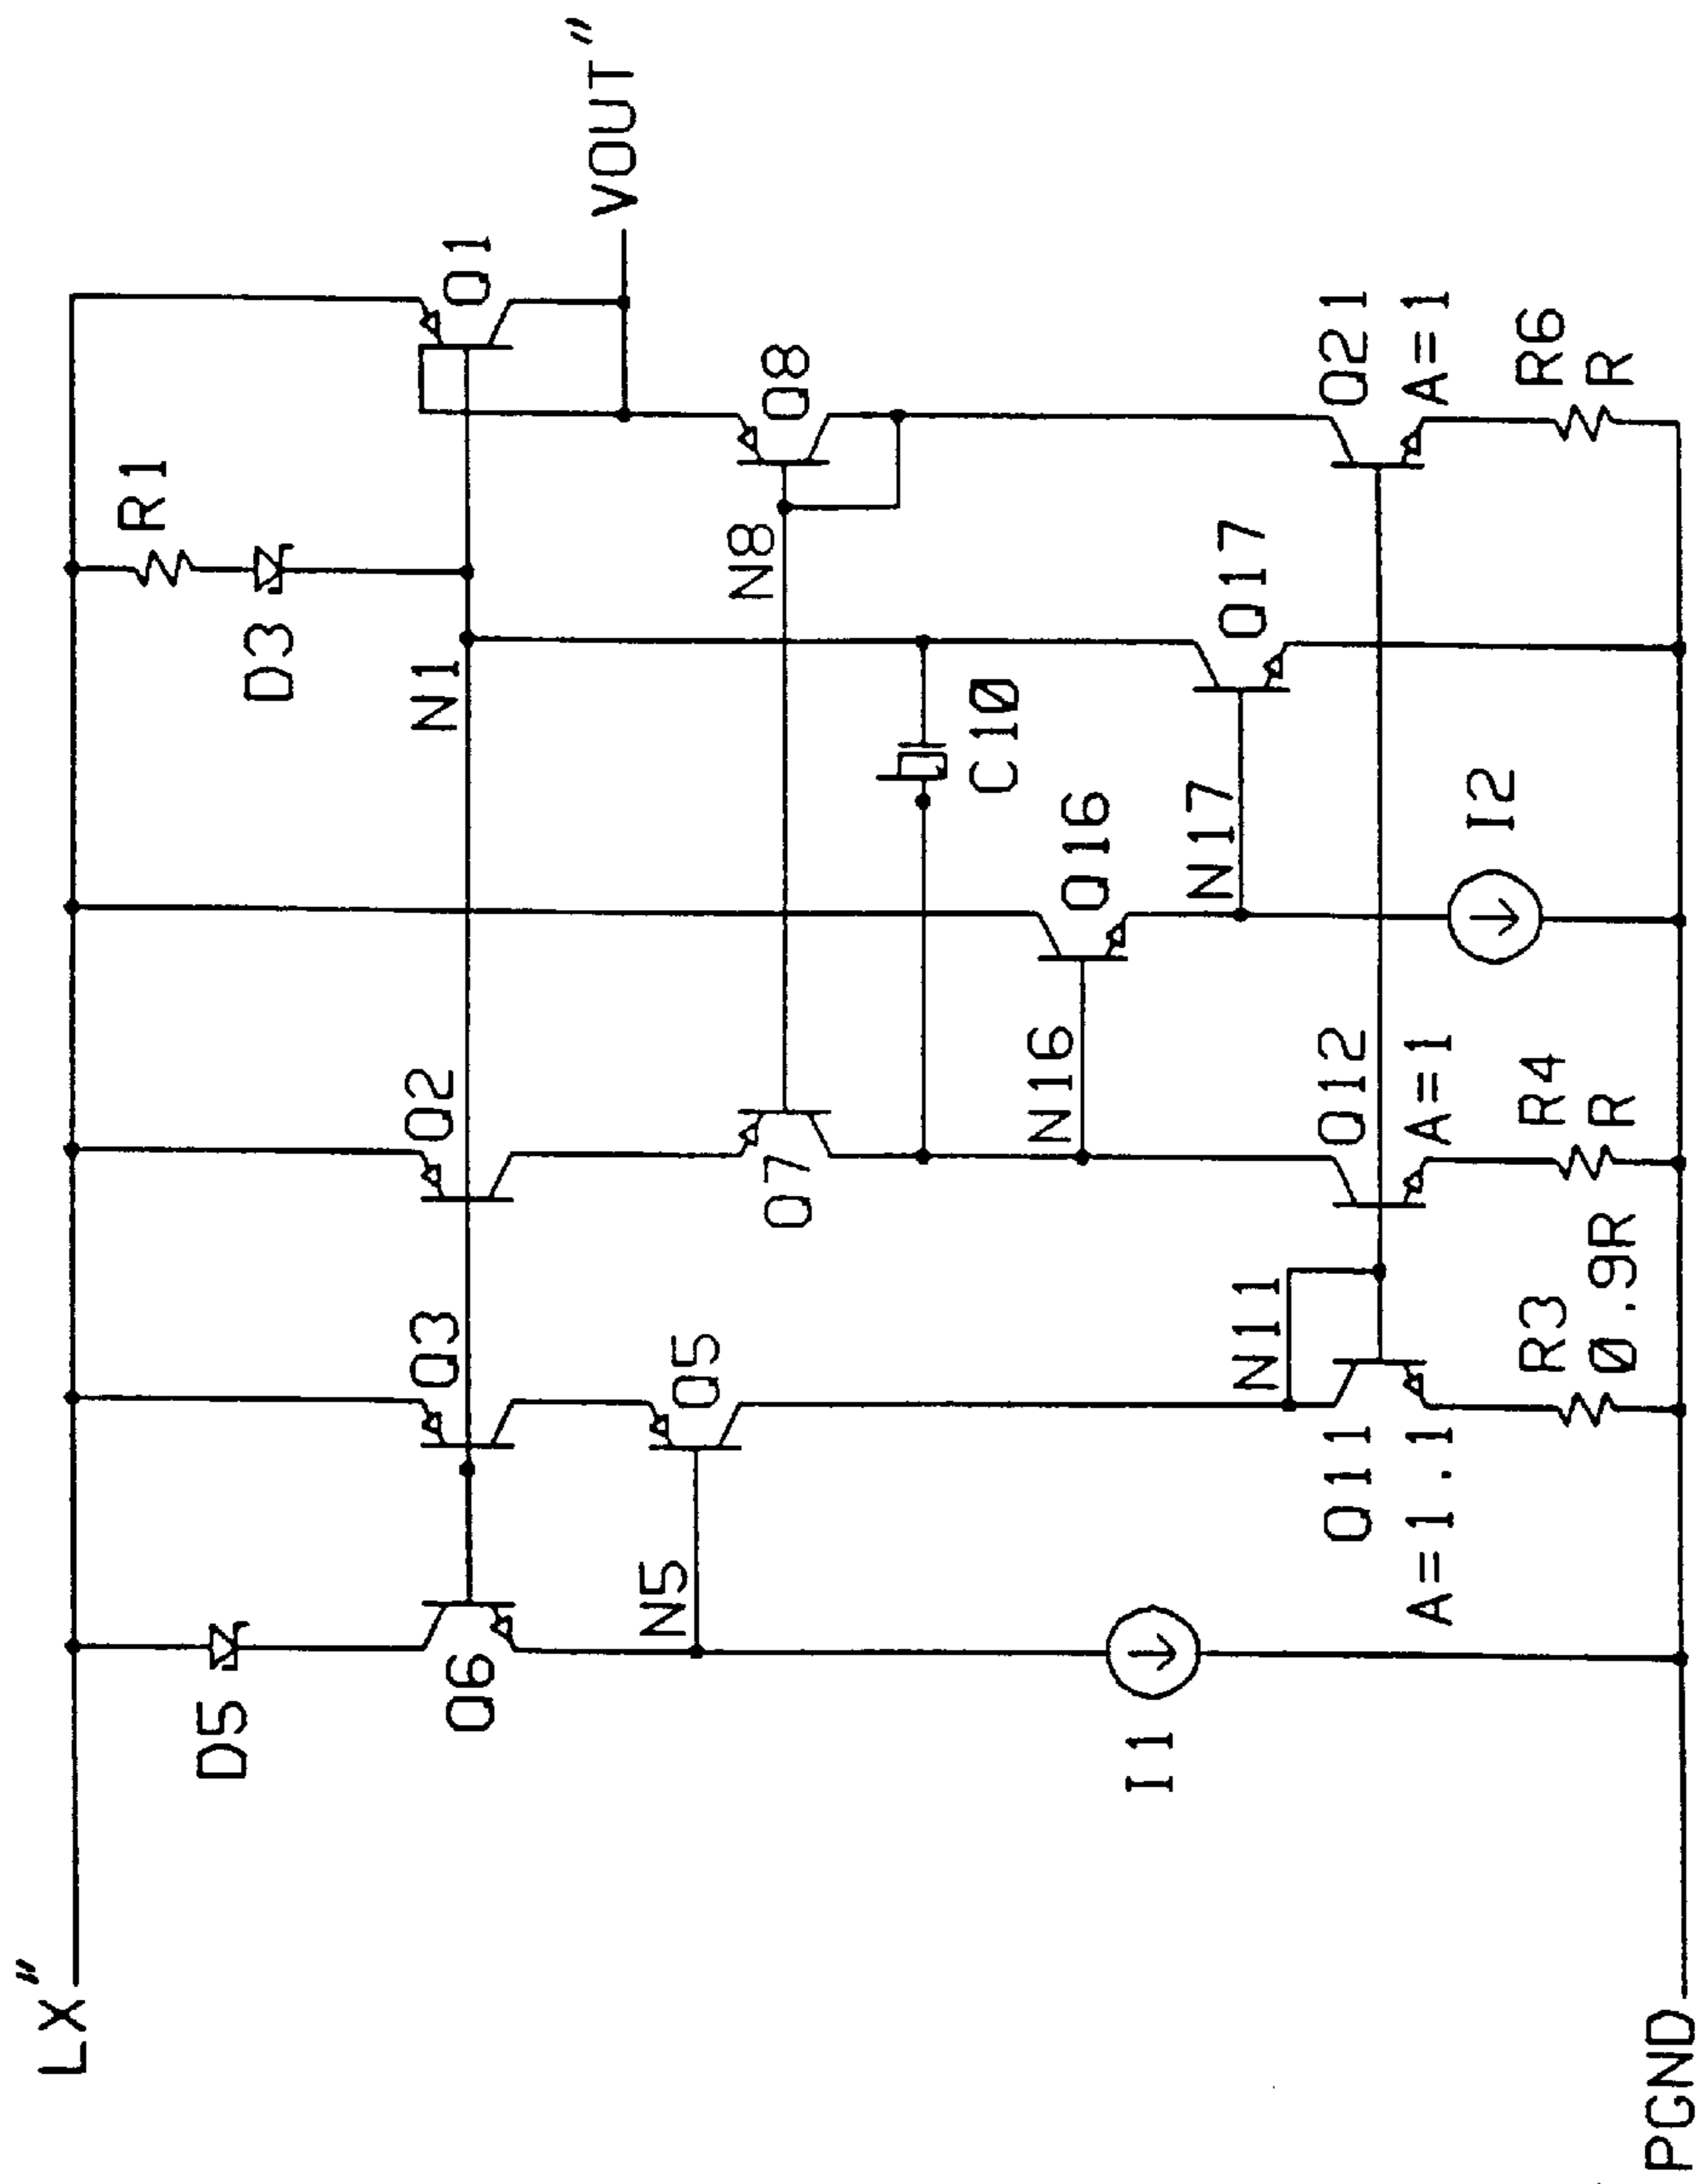 LX"
VOUT"
R1
D3
D5
Q1
Q2
Q3
Q6
N1
Q8
N8
Q7
Q5
N5
C10
Q16
N16
Q17
N17
Q21
A=1
Q12
A=1
N11
Q11
A=1.1
I1
I2
R6
R
R4
R
R3
0.9R
PGND